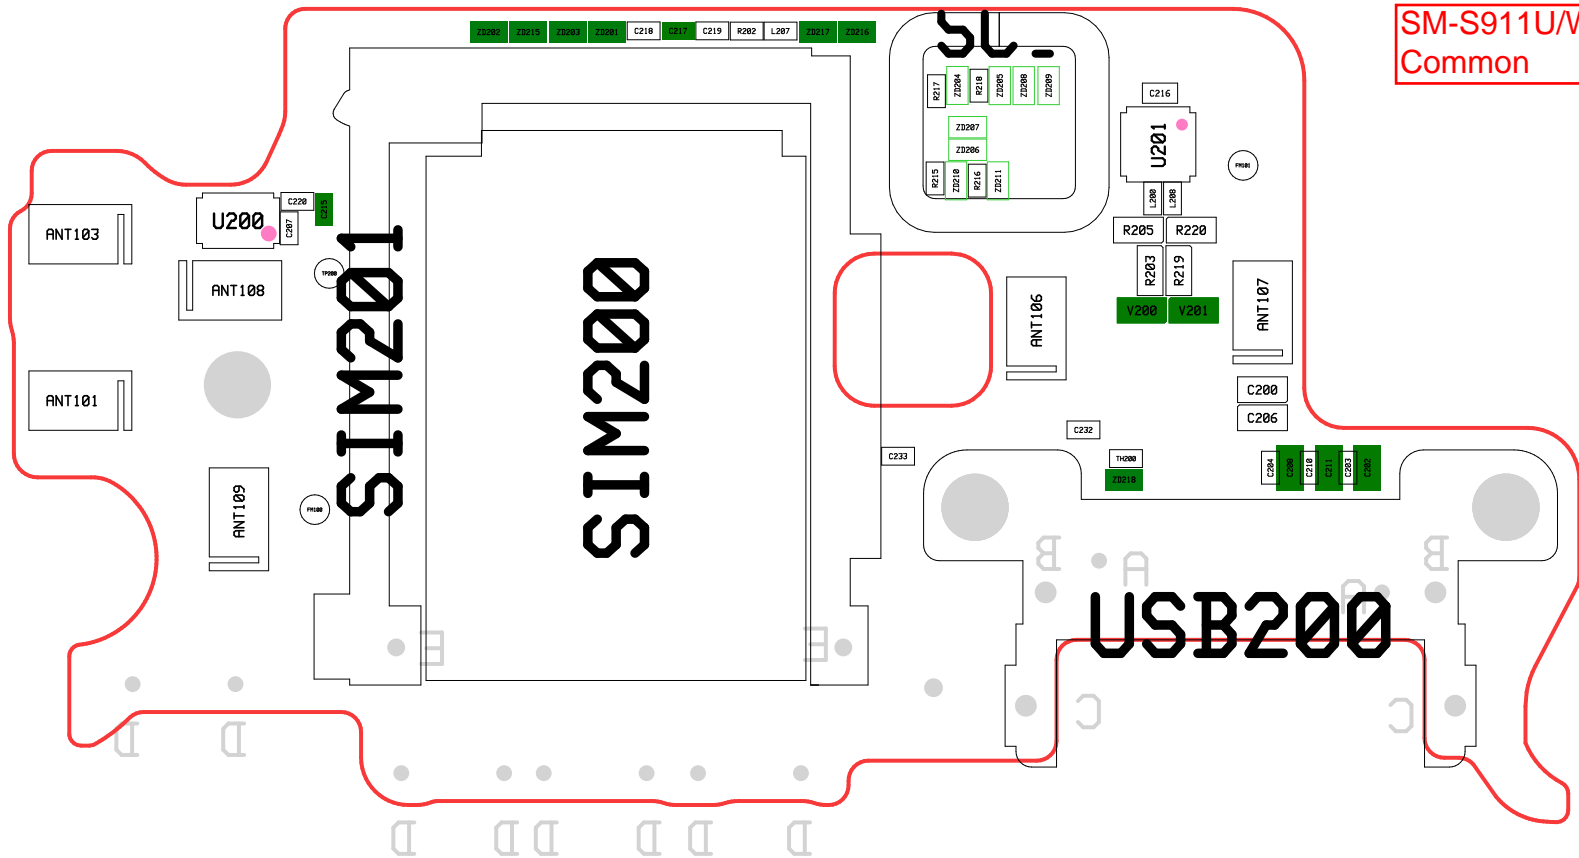 SM-S911U/W
Common
ZD202 ZD215 ZD203 ZD201 C218 C217 C219 R202 L207 ZD217 ZD216
SL -
R217 ZD204 R218 ZD205 ZD208 ZD209
ZD207
ZD206
R215 ZD210 R216 ZD211
C216
U201
FM101
L200 L208
R205 R220
R203 R219
V200 V201
ANT103
U200
C220
C207
C215
ANT108
TP200
ANT101
ANT109
FM100
SIM201
SIM200
ANT106
ANT107
C200
C206
C232
C233
TH200
ZD218
C204 C208 C210 C211 C203 C202
B A A B
USB200
E E
C C
D D
D D D D D D